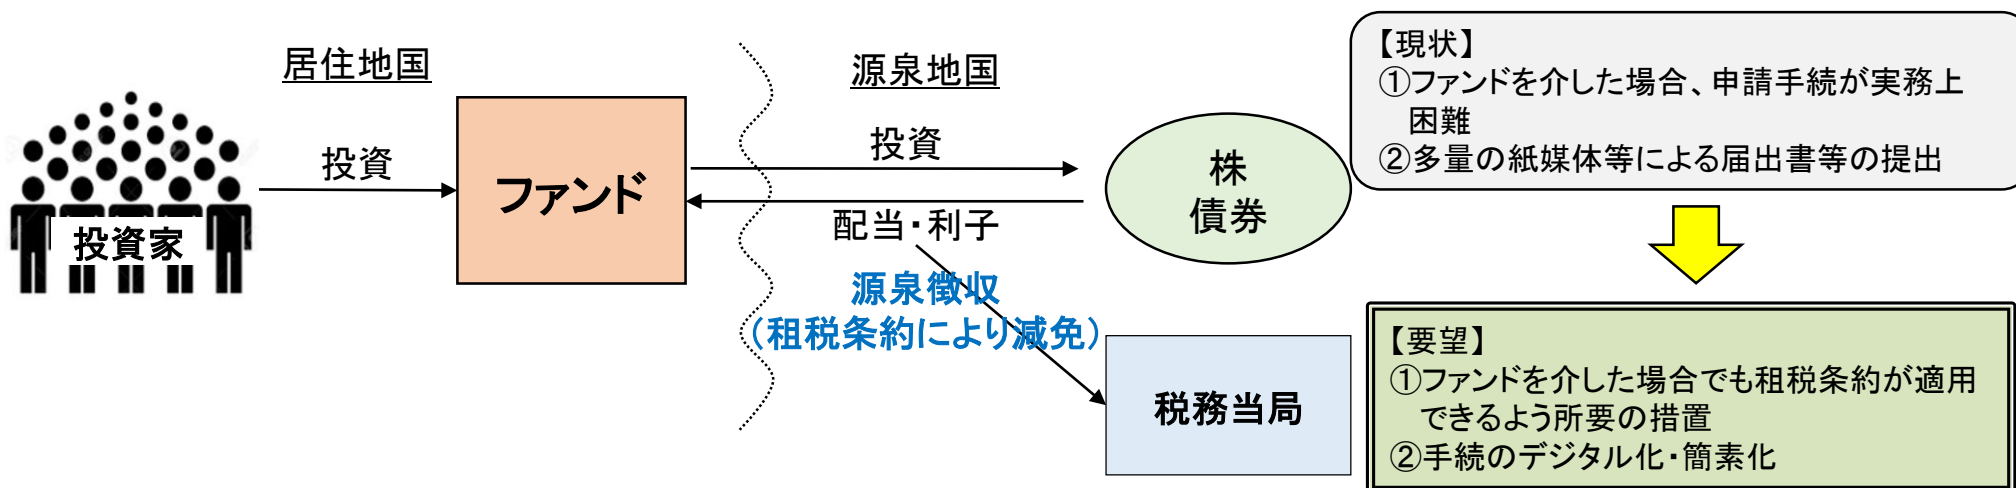 居住地国
源泉地国
投資家
投資
ファンド
投資
配当・利子
源泉徴収
（租税条約により減免）
株
債券
税務当局
【現状】
①ファンドを介した場合、申請手続が実務上
困難
②多量の紙媒体等による届出書等の提出
【要望】
①ファンドを介した場合でも租税条約が適用
できるよう所要の措置
②手続のデジタル化・簡素化